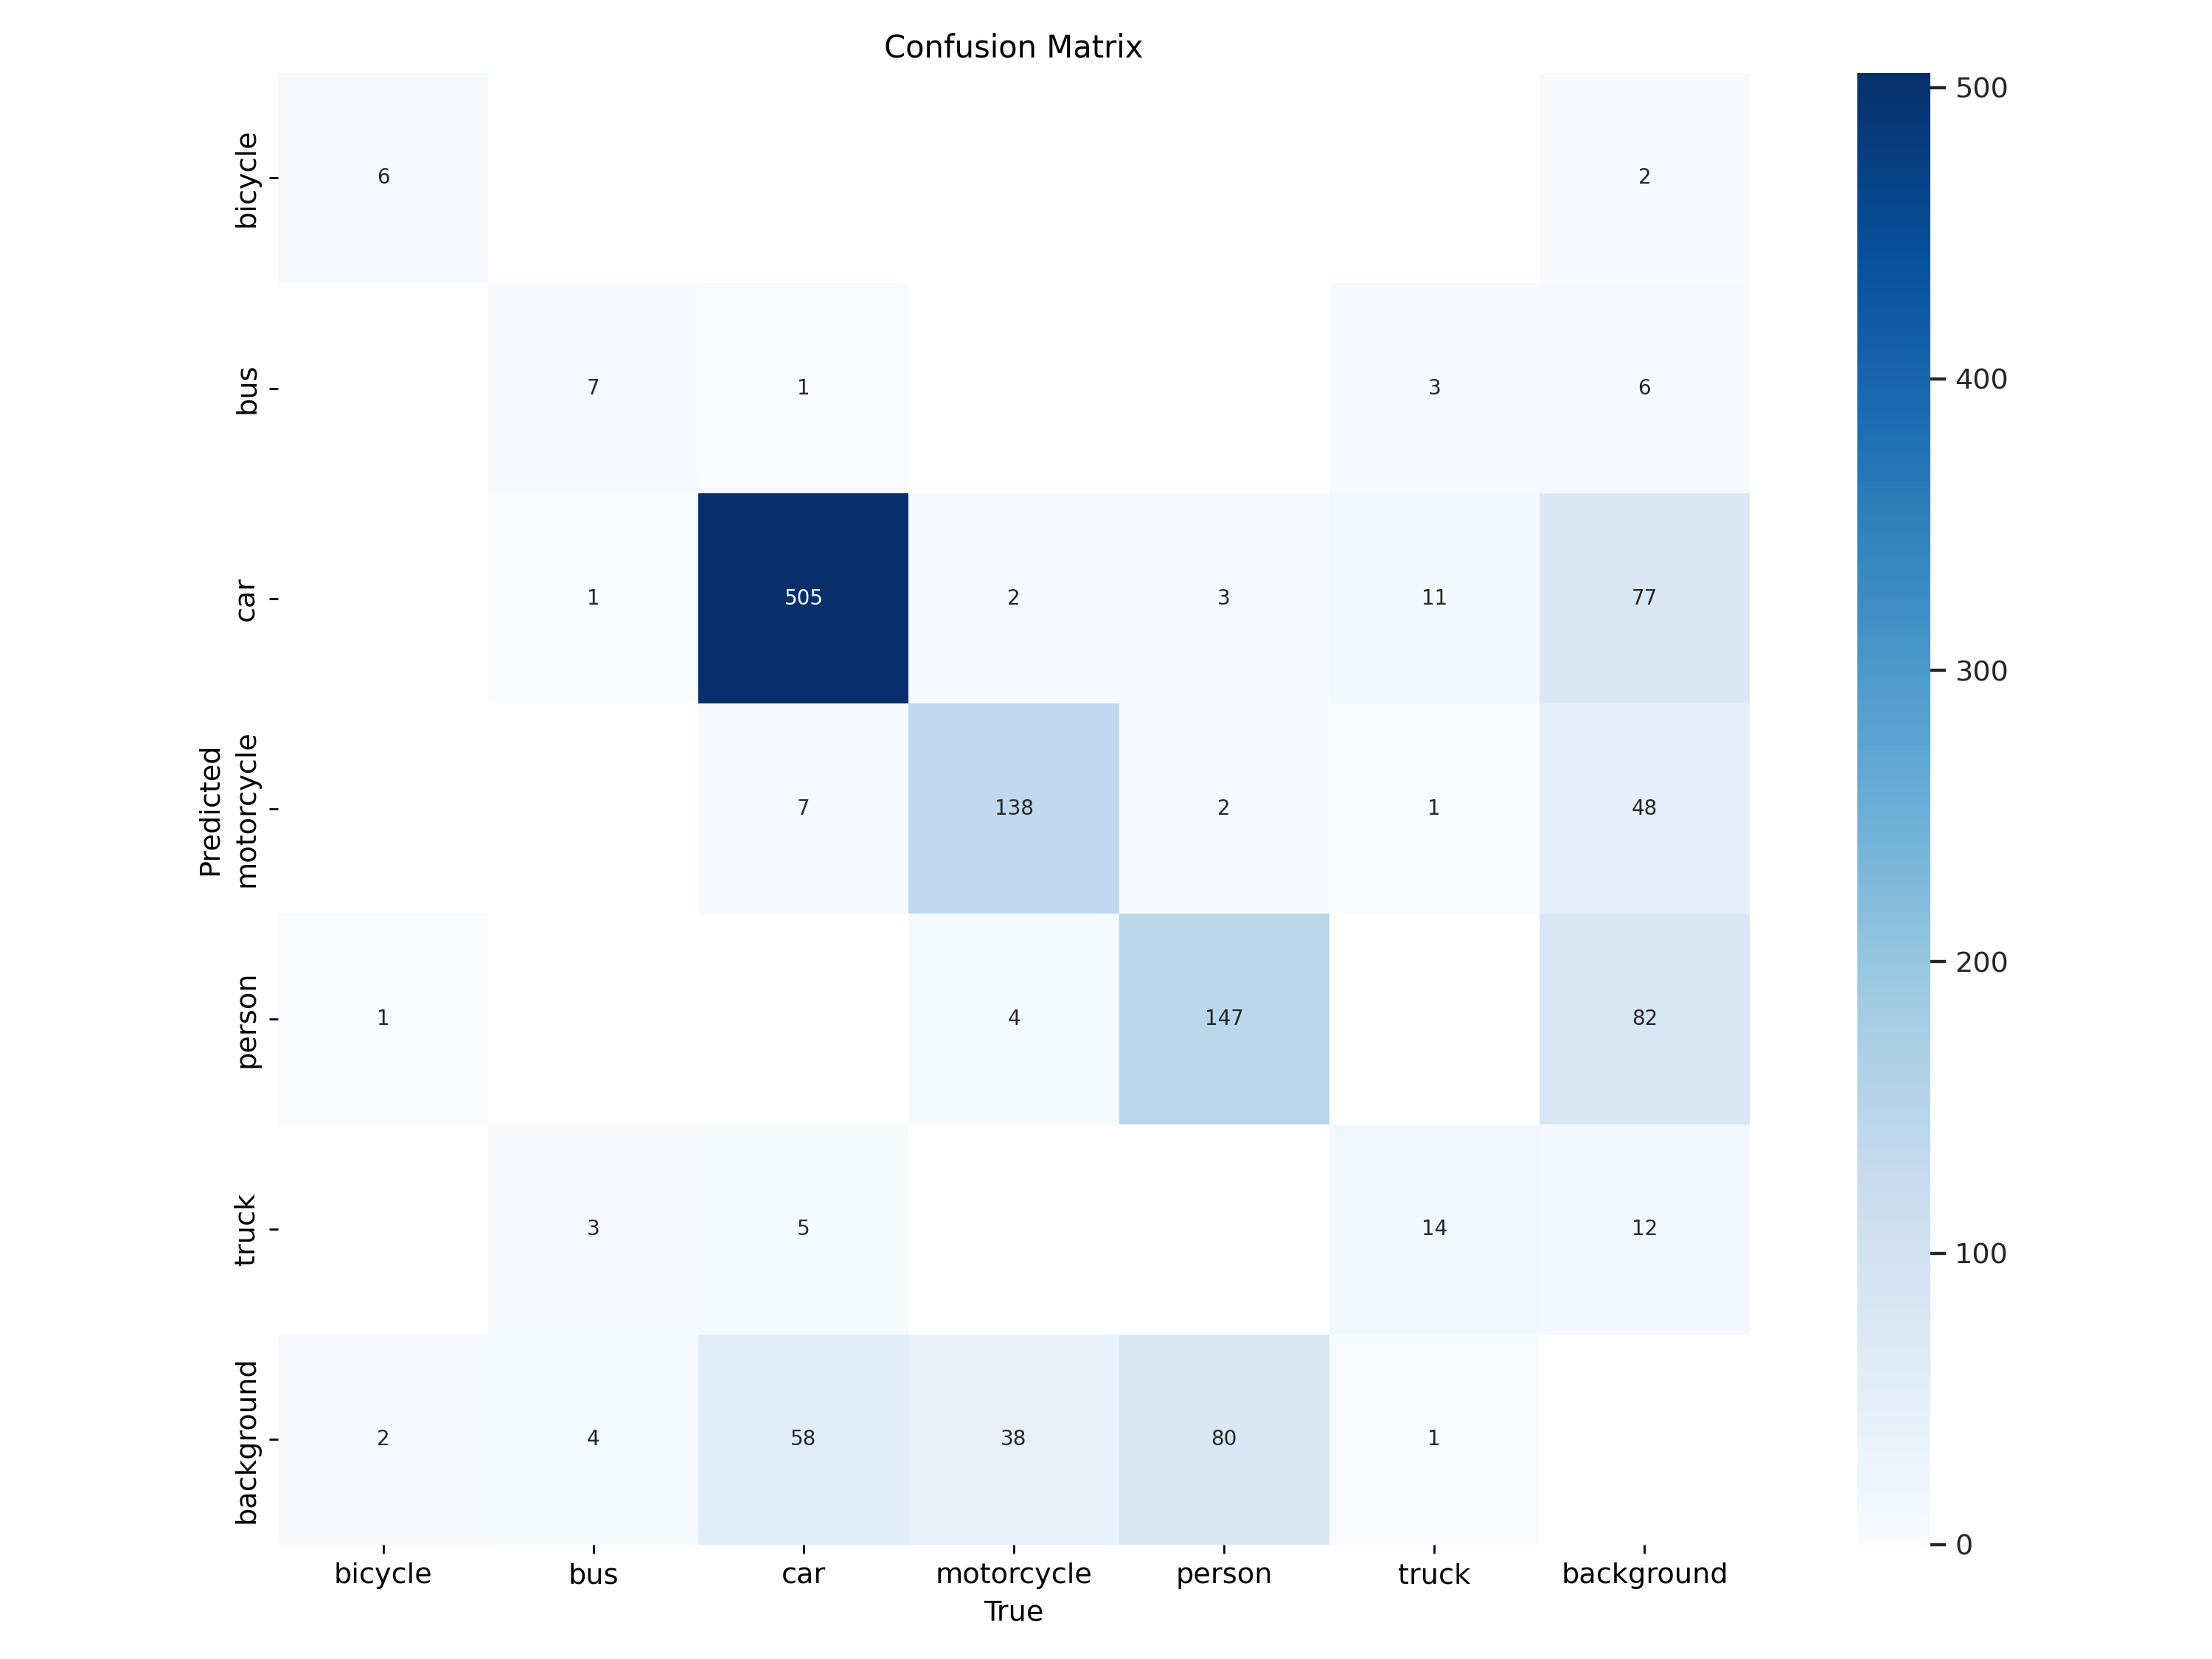 Confusion Matrix
bicycle 6 2
bus 7 1 3 6
car 1 505 2 3 11 77
motorcycle 7 138 2 1 48
person 1 4 147 82
truck 3 5 14 12
background 2 4 58 38 80 1
bicycle bus car motorcycle person truck background
True
Predicted
500
400
300
200
100
0